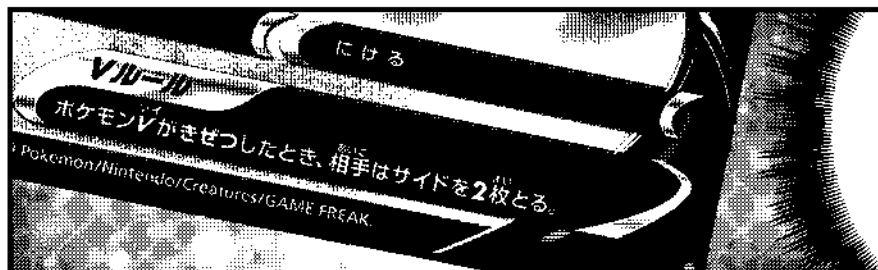 にげる
Vルール
ポケモンVがきぜつしたとき、相手はサイドを2枚とる。
Pokémon/Nintendo/Creatures/GAME FREAK.